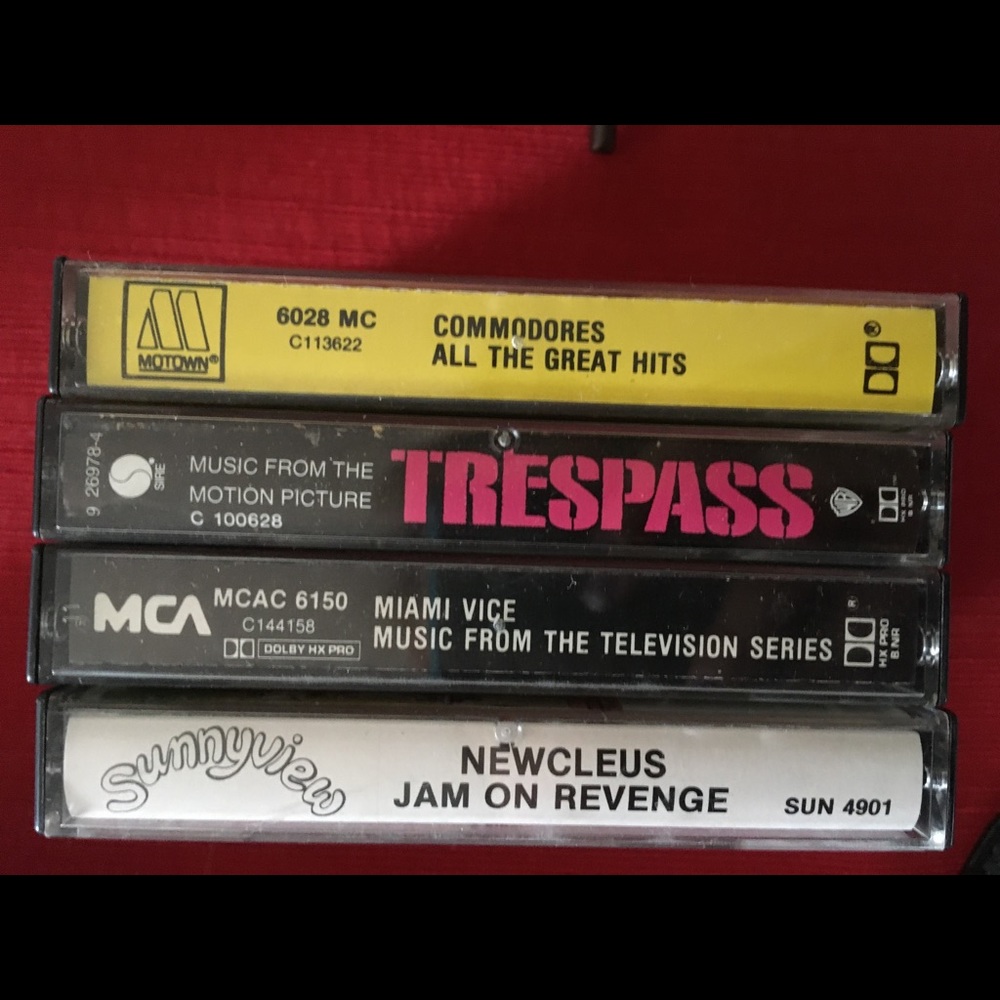 MOTOWN®
6028 MC
C113622
COMMODORES
ALL THE GREAT HITS
9 26978-4
SIRE
MUSIC FROM THE
MOTION PICTURE
C 100628
TRESPASS
MCA
MCAC 6150
C144158
DOLBY HX PRO
MIAMI VICE
MUSIC FROM THE TELEVISION SERIES
HX PRO
B NR
Sunnyview
NEWCLEUS
JAM ON REVENGE
SUN 4901